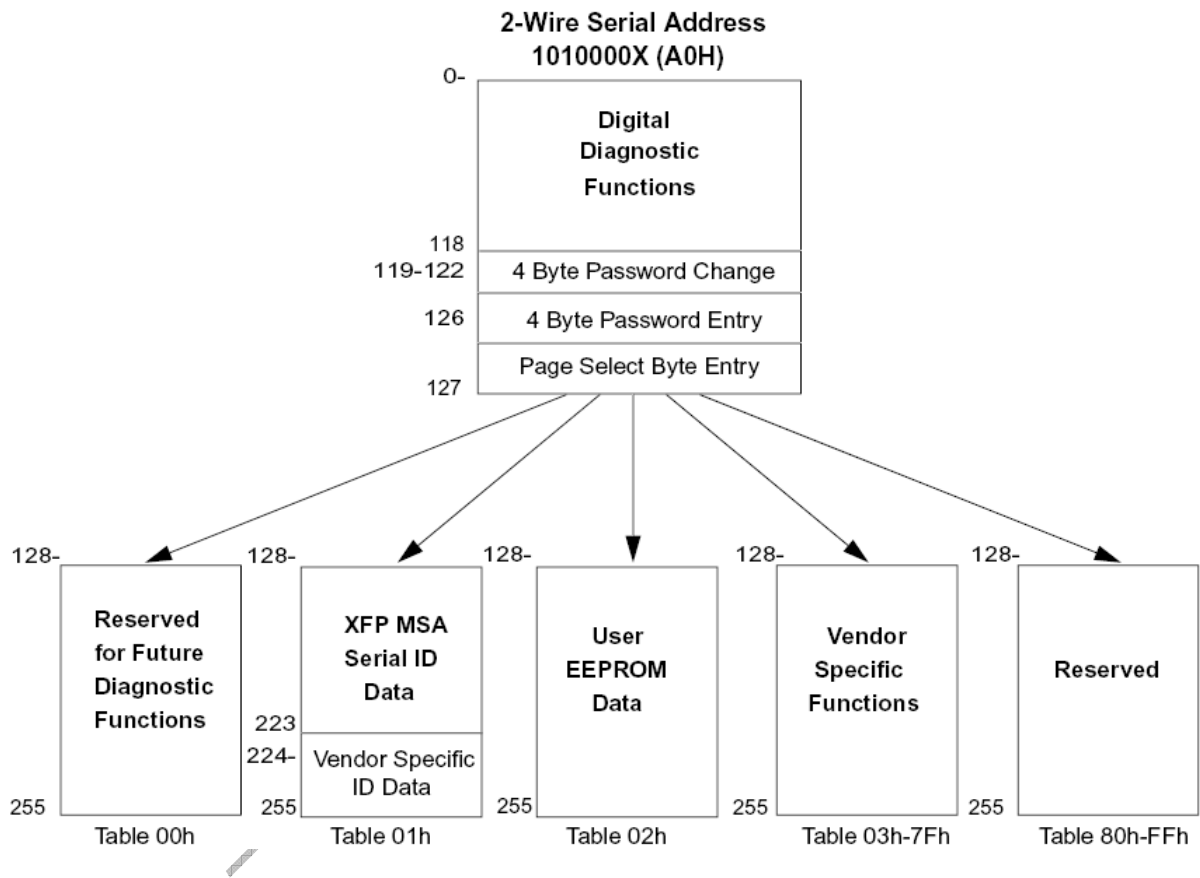 2-Wire Serial Address
1010000X (A0H)
0-
Digital
Diagnostic
Functions
118
119-122
4 Byte Password Change
126
4 Byte Password Entry
Page Select Byte Entry
127
128-
Reserved
for Future
Diagnostic
Functions
255
Table 00h
128-
XFP MSA
Serial ID
Data
223
224-
Vendor Specific
ID Data
255
Table 01h
128-
User
EEPROM
Data
255
Table 02h
128-
Vendor
Specific
Functions
255
Table 03h-7Fh
128-
Reserved
255
Table 80h-FFh